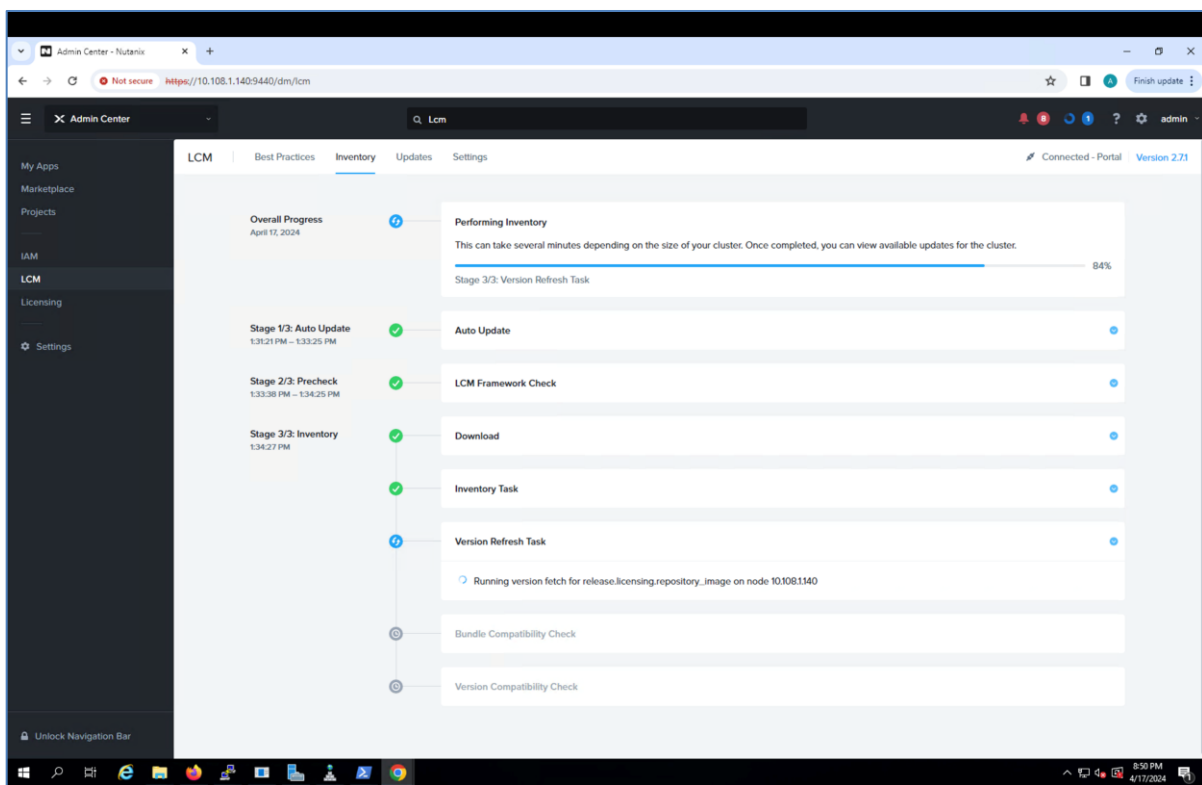 Admin Center - Nutanix
Not secure https://10.108.1.140:9440/dm/lcm
Finish update
Admin Center
Lcm
8
1
?
admin
My Apps
Marketplace
Projects
IAM
LCM
Licensing
Settings
Unlock Navigation Bar
LCM Best Practices Inventory Updates Settings
Connected - Portal Version 2.7.1
Overall Progress
April 17, 2024
Performing Inventory
This can take several minutes depending on the size of your cluster. Once completed, you can view available updates for the cluster.
84%
Stage 3/3: Version Refresh Task
Stage 1/3: Auto Update
1:31:21 PM – 1:33:25 PM
Auto Update
Stage 2/3: Precheck
1:33:38 PM – 1:34:25 PM
LCM Framework Check
Stage 3/3: Inventory
1:34:27 PM
Download
Inventory Task
Version Refresh Task
Running version fetch for release.licensing.repository_image on node 10.108.1.140
Bundle Compatibility Check
Version Compatibility Check
8:50 PM
4/17/2024